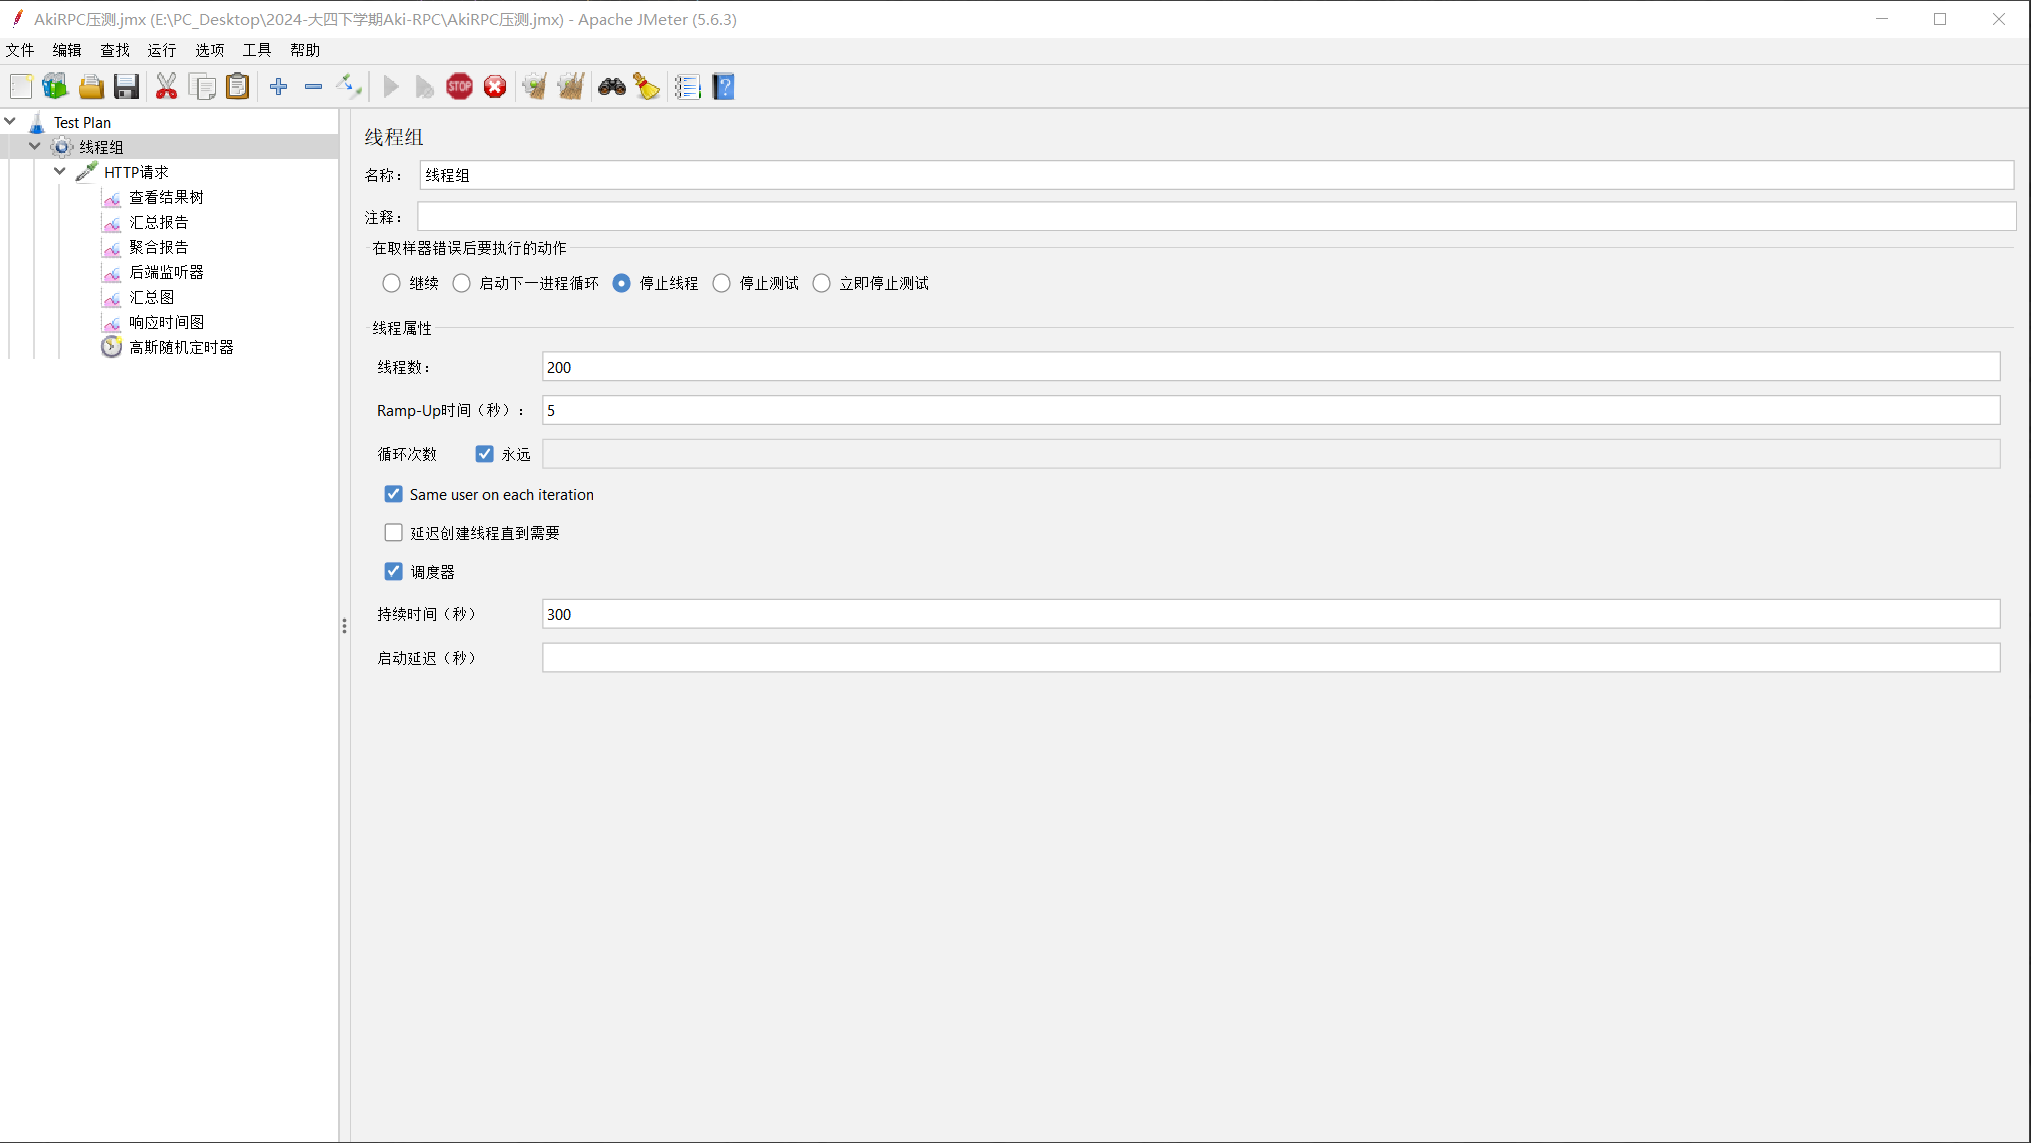 AkiRPC压测.jmx (E:\PC_Desktop\2024-大四下学期Aki-RPC\AkiRPC压测.jmx) - Apache JMeter (5.6.3)
文件 编辑 查找 运行 选项 工具 帮助
STOP
?
Test Plan
线程组
HTTP请求
查看结果树
汇总报告
聚合报告
后端监听器
汇总图
响应时间图
高斯随机定时器
线程组
名称： 线程组
注释：
在取样器错误后要执行的动作
继续 启动下一进程循环 停止线程 停止测试 立即停止测试
线程属性
线程数： 200
Ramp-Up时间（秒）： 5
循环次数 永远
Same user on each iteration
延迟创建线程直到需要
调度器
持续时间（秒） 300
启动延迟（秒）